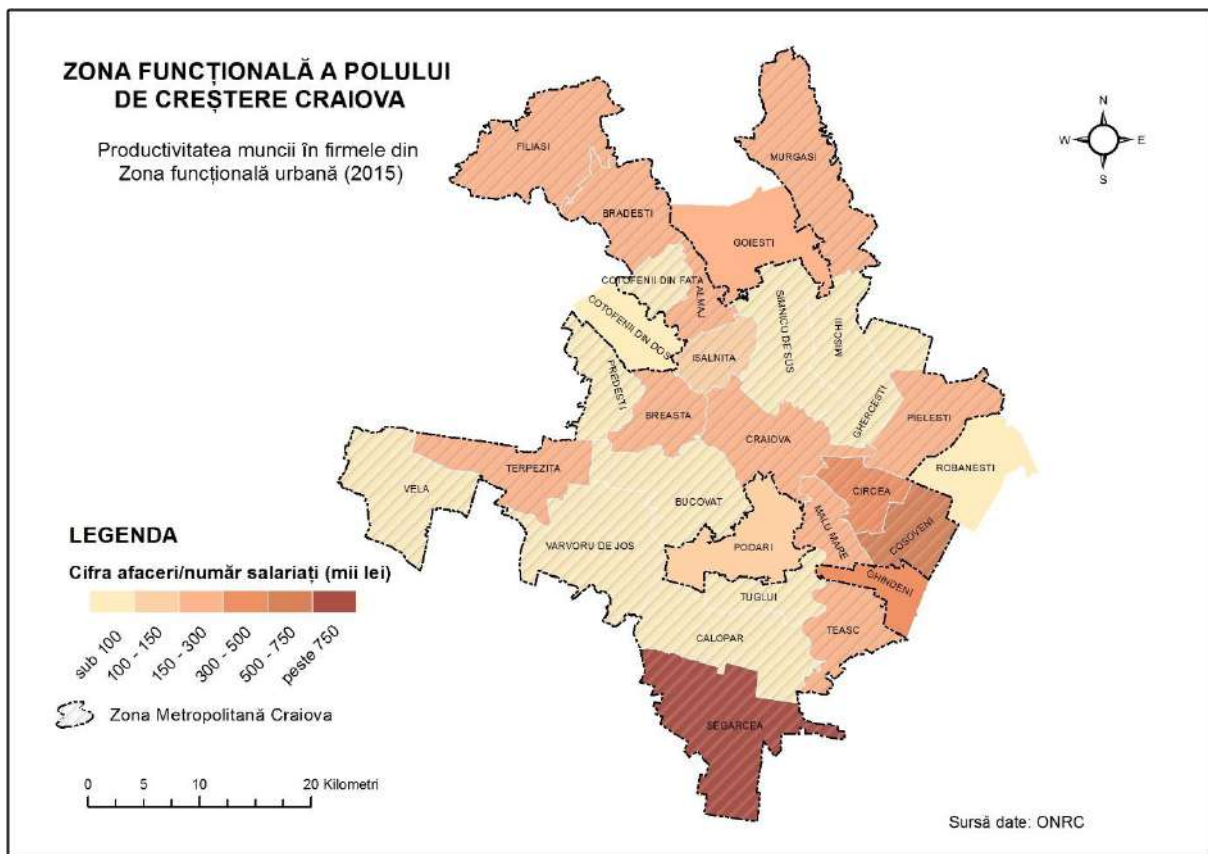 ZONA FUNCȚIONALĂ A POLULUI
DE CREȘTERE CRAIOVA
Productivitatea muncii în firmele din
Zona funcțională urbană (2015)
N
W
E
S
FILIASI
MURGASI
BRADESTI
GOIESTI
COTOFENII DIN FATA
ALMAJ
COTOFENII DIN DOS
SIMNICU DE SUS
MISCHII
ISALNITA
PREDESTI
GHERCESTI
BREASTA
PIELESTI
CRAIOVA
TERPEZITA
ROBANESTI
VELA
CIRCEA
BUCOVAT
MALU MARE
COSOVENI
VARVORU DE JOS
PODARI
GHINDENI
TUGLUI
TEASC
CALOPAR
SEGARCEA
LEGENDA
Cifra afaceri/număr salariați (mii lei)
sub 100
100 - 150
150 - 300
300 - 500
500 - 750
peste 750
Zona Metropolitană Craiova
0 5 10 20 Kilometri
Sursă date: ONRC